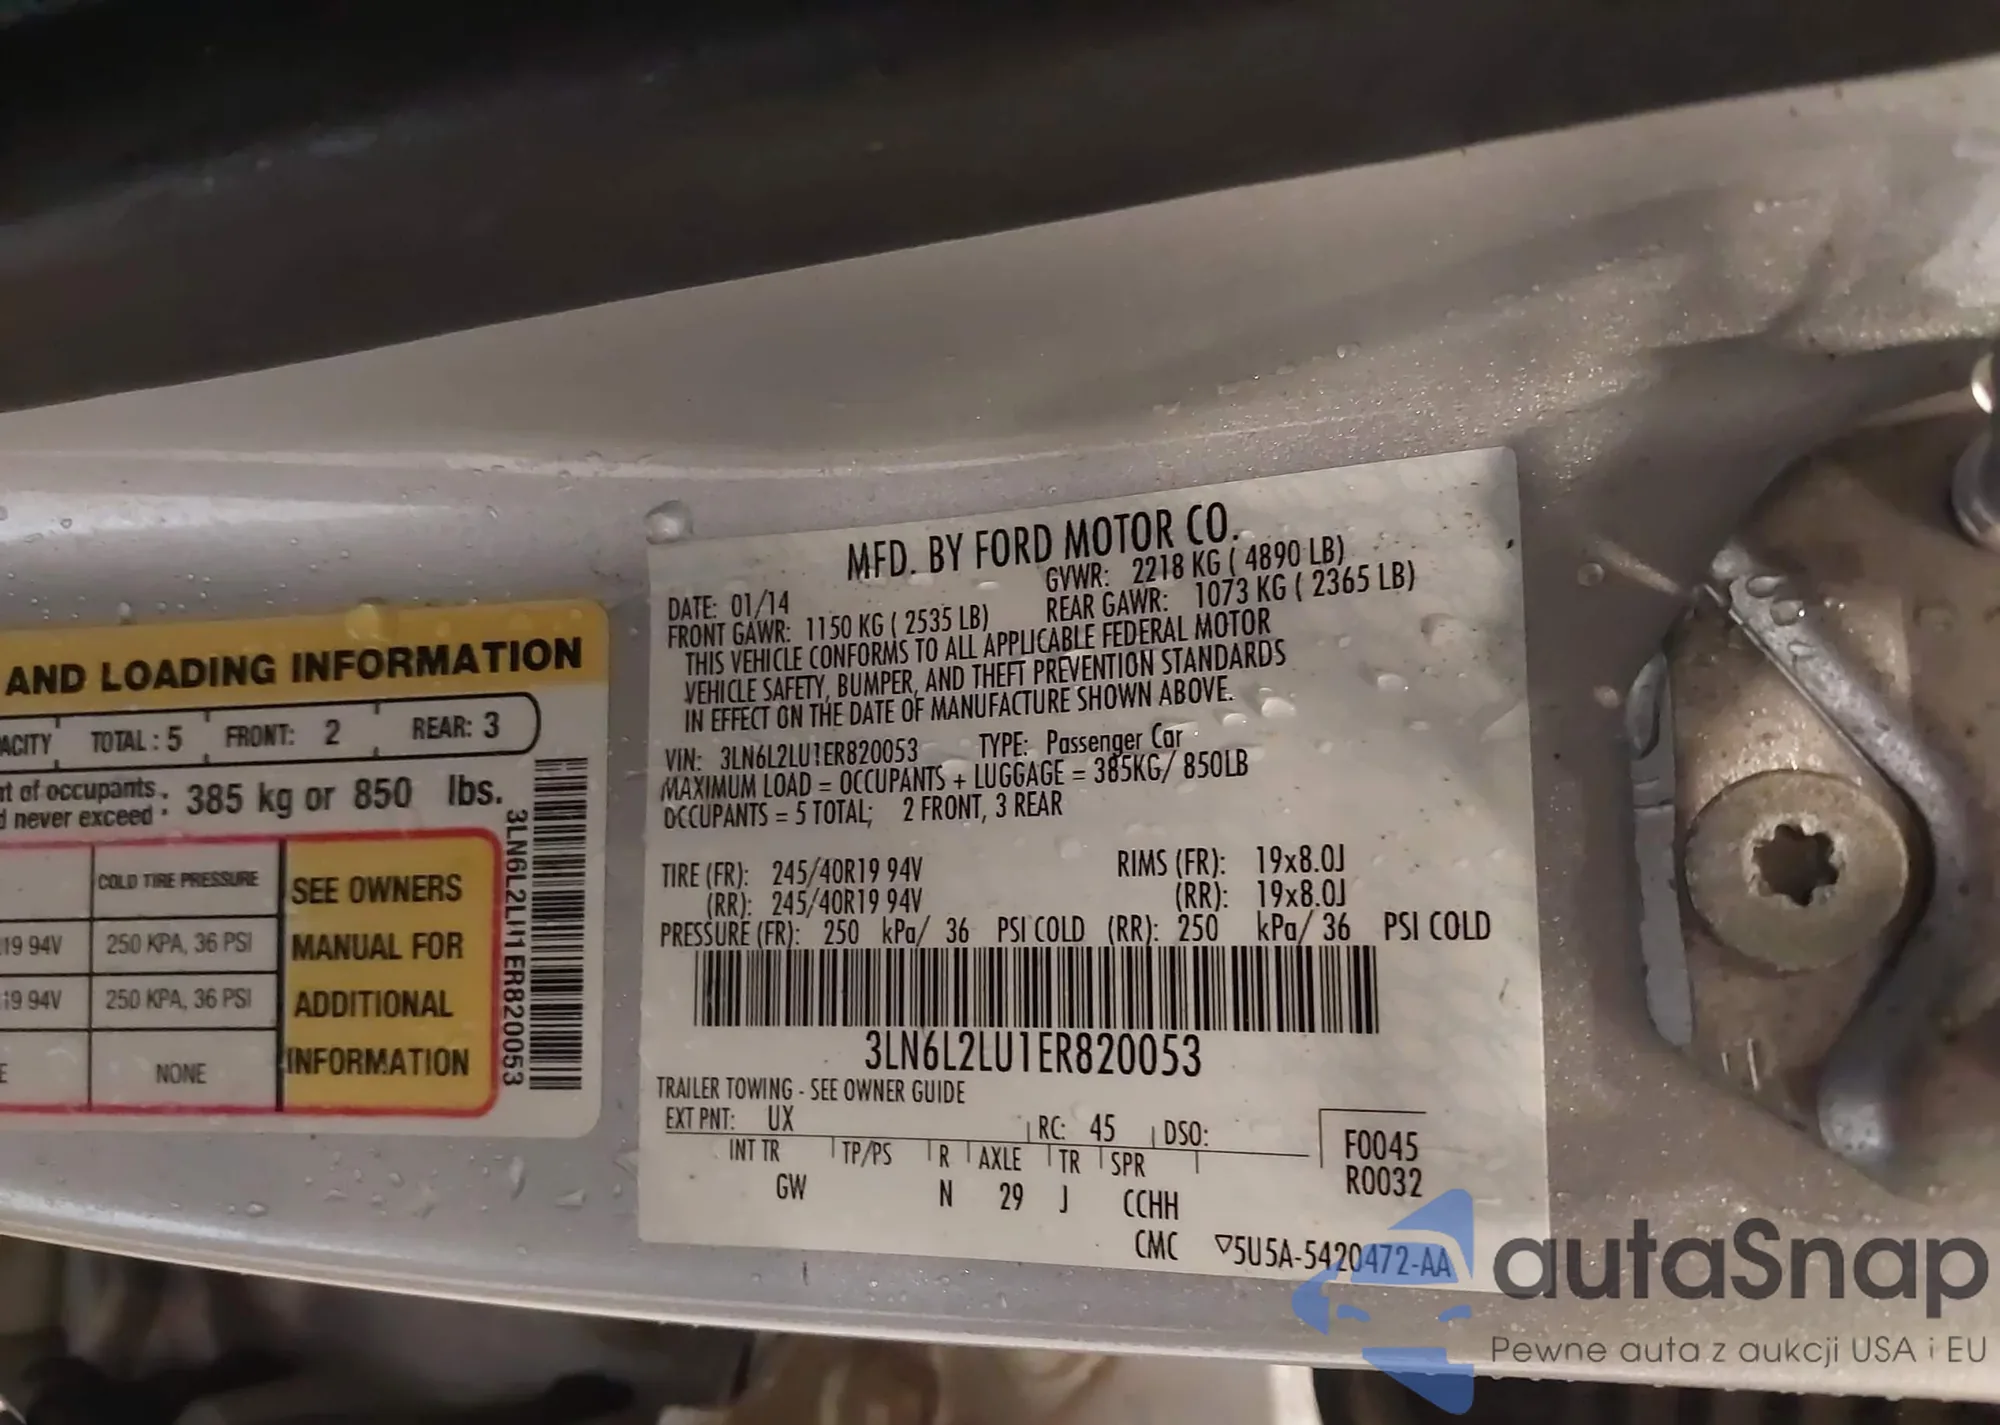 AND LOADING INFORMATION
TOTAL : 5 FRONT: 2 REAR: 3
of occupants
never exceed : 385 kg or 850 lbs.
COLD TIRE PRESSURE
19 94V 250 KPA, 36 PSI
19 94V 250 KPA, 36 PSI
NONE
SEE OWNERS
MANUAL FOR
ADDITIONAL
INFORMATION
3LN6L2LU1ER820053
MFD. BY FORD MOTOR CO.
DATE: 01/14 GVWR: 2218 KG ( 4890 LB)
FRONT GAWR: 1150 KG ( 2535 LB) REAR GAWR: 1073 KG ( 2365 LB)
THIS VEHICLE CONFORMS TO ALL APPLICABLE FEDERAL MOTOR
VEHICLE SAFETY, BUMPER, AND THEFT PREVENTION STANDARDS
IN EFFECT ON THE DATE OF MANUFACTURE SHOWN ABOVE.
VIN: 3LN6L2LU1ER820053 TYPE: Passenger Car
MAXIMUM LOAD = OCCUPANTS + LUGGAGE = 385KG/ 850LB
OCCUPANTS = 5 TOTAL; 2 FRONT, 3 REAR
TIRE (FR): 245/40R19 94V RIMS (FR): 19x8.0J
(RR): 245/40R19 94V (RR): 19x8.0J
PRESSURE (FR): 250 kPa/ 36 PSI COLD (RR): 250 kPa/ 36 PSI COLD
3LN6L2LU1ER820053
TRAILER TOWING - SEE OWNER GUIDE
EXT PNT: UX RC: 45 DSO:
INT TR TP/PS R AXLE TR SPR
GW N 29 J CCHH
F0045
R0032
CMC ▽5U5A-5420472-AA
autaSnap
Pewne auta z aukcji USA i EU